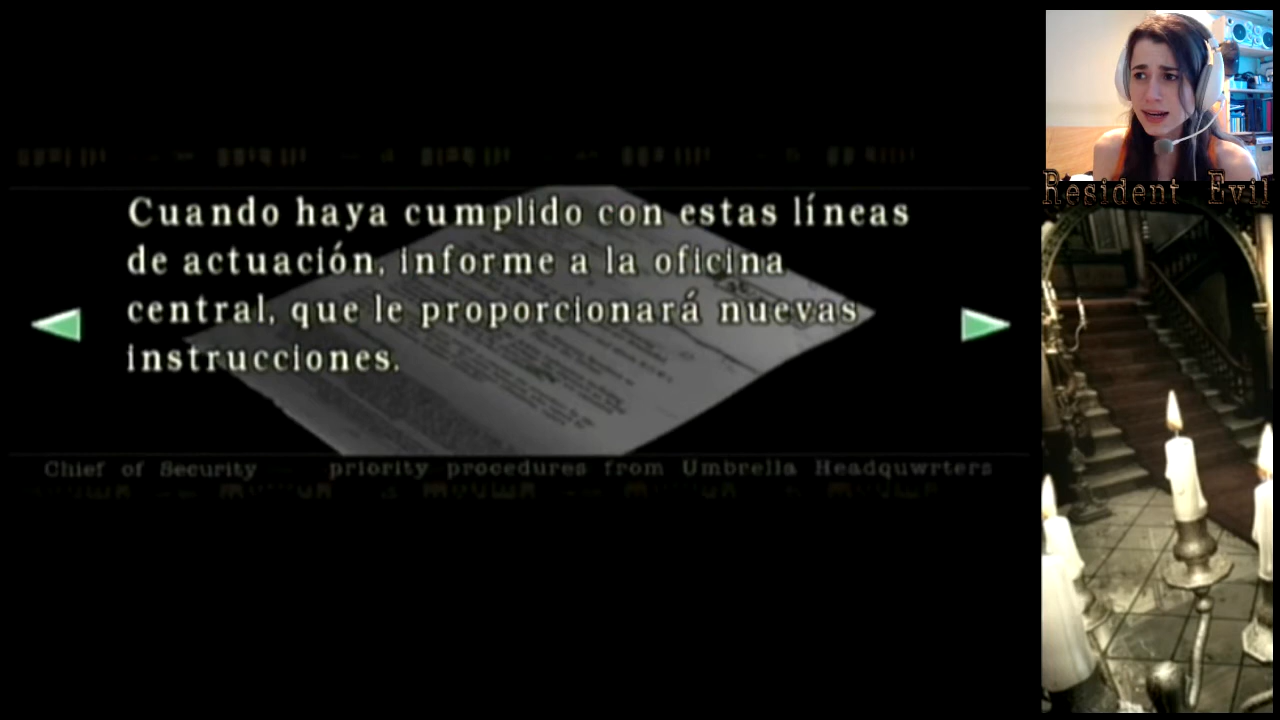 Cuando haya cumplido con estas líneas
de actuación, informe a la oficina
central, que le proporcionará nuevas
instrucciones.
Chief of Security priority procedures from Umbrella Headquwrters
Resident Evil